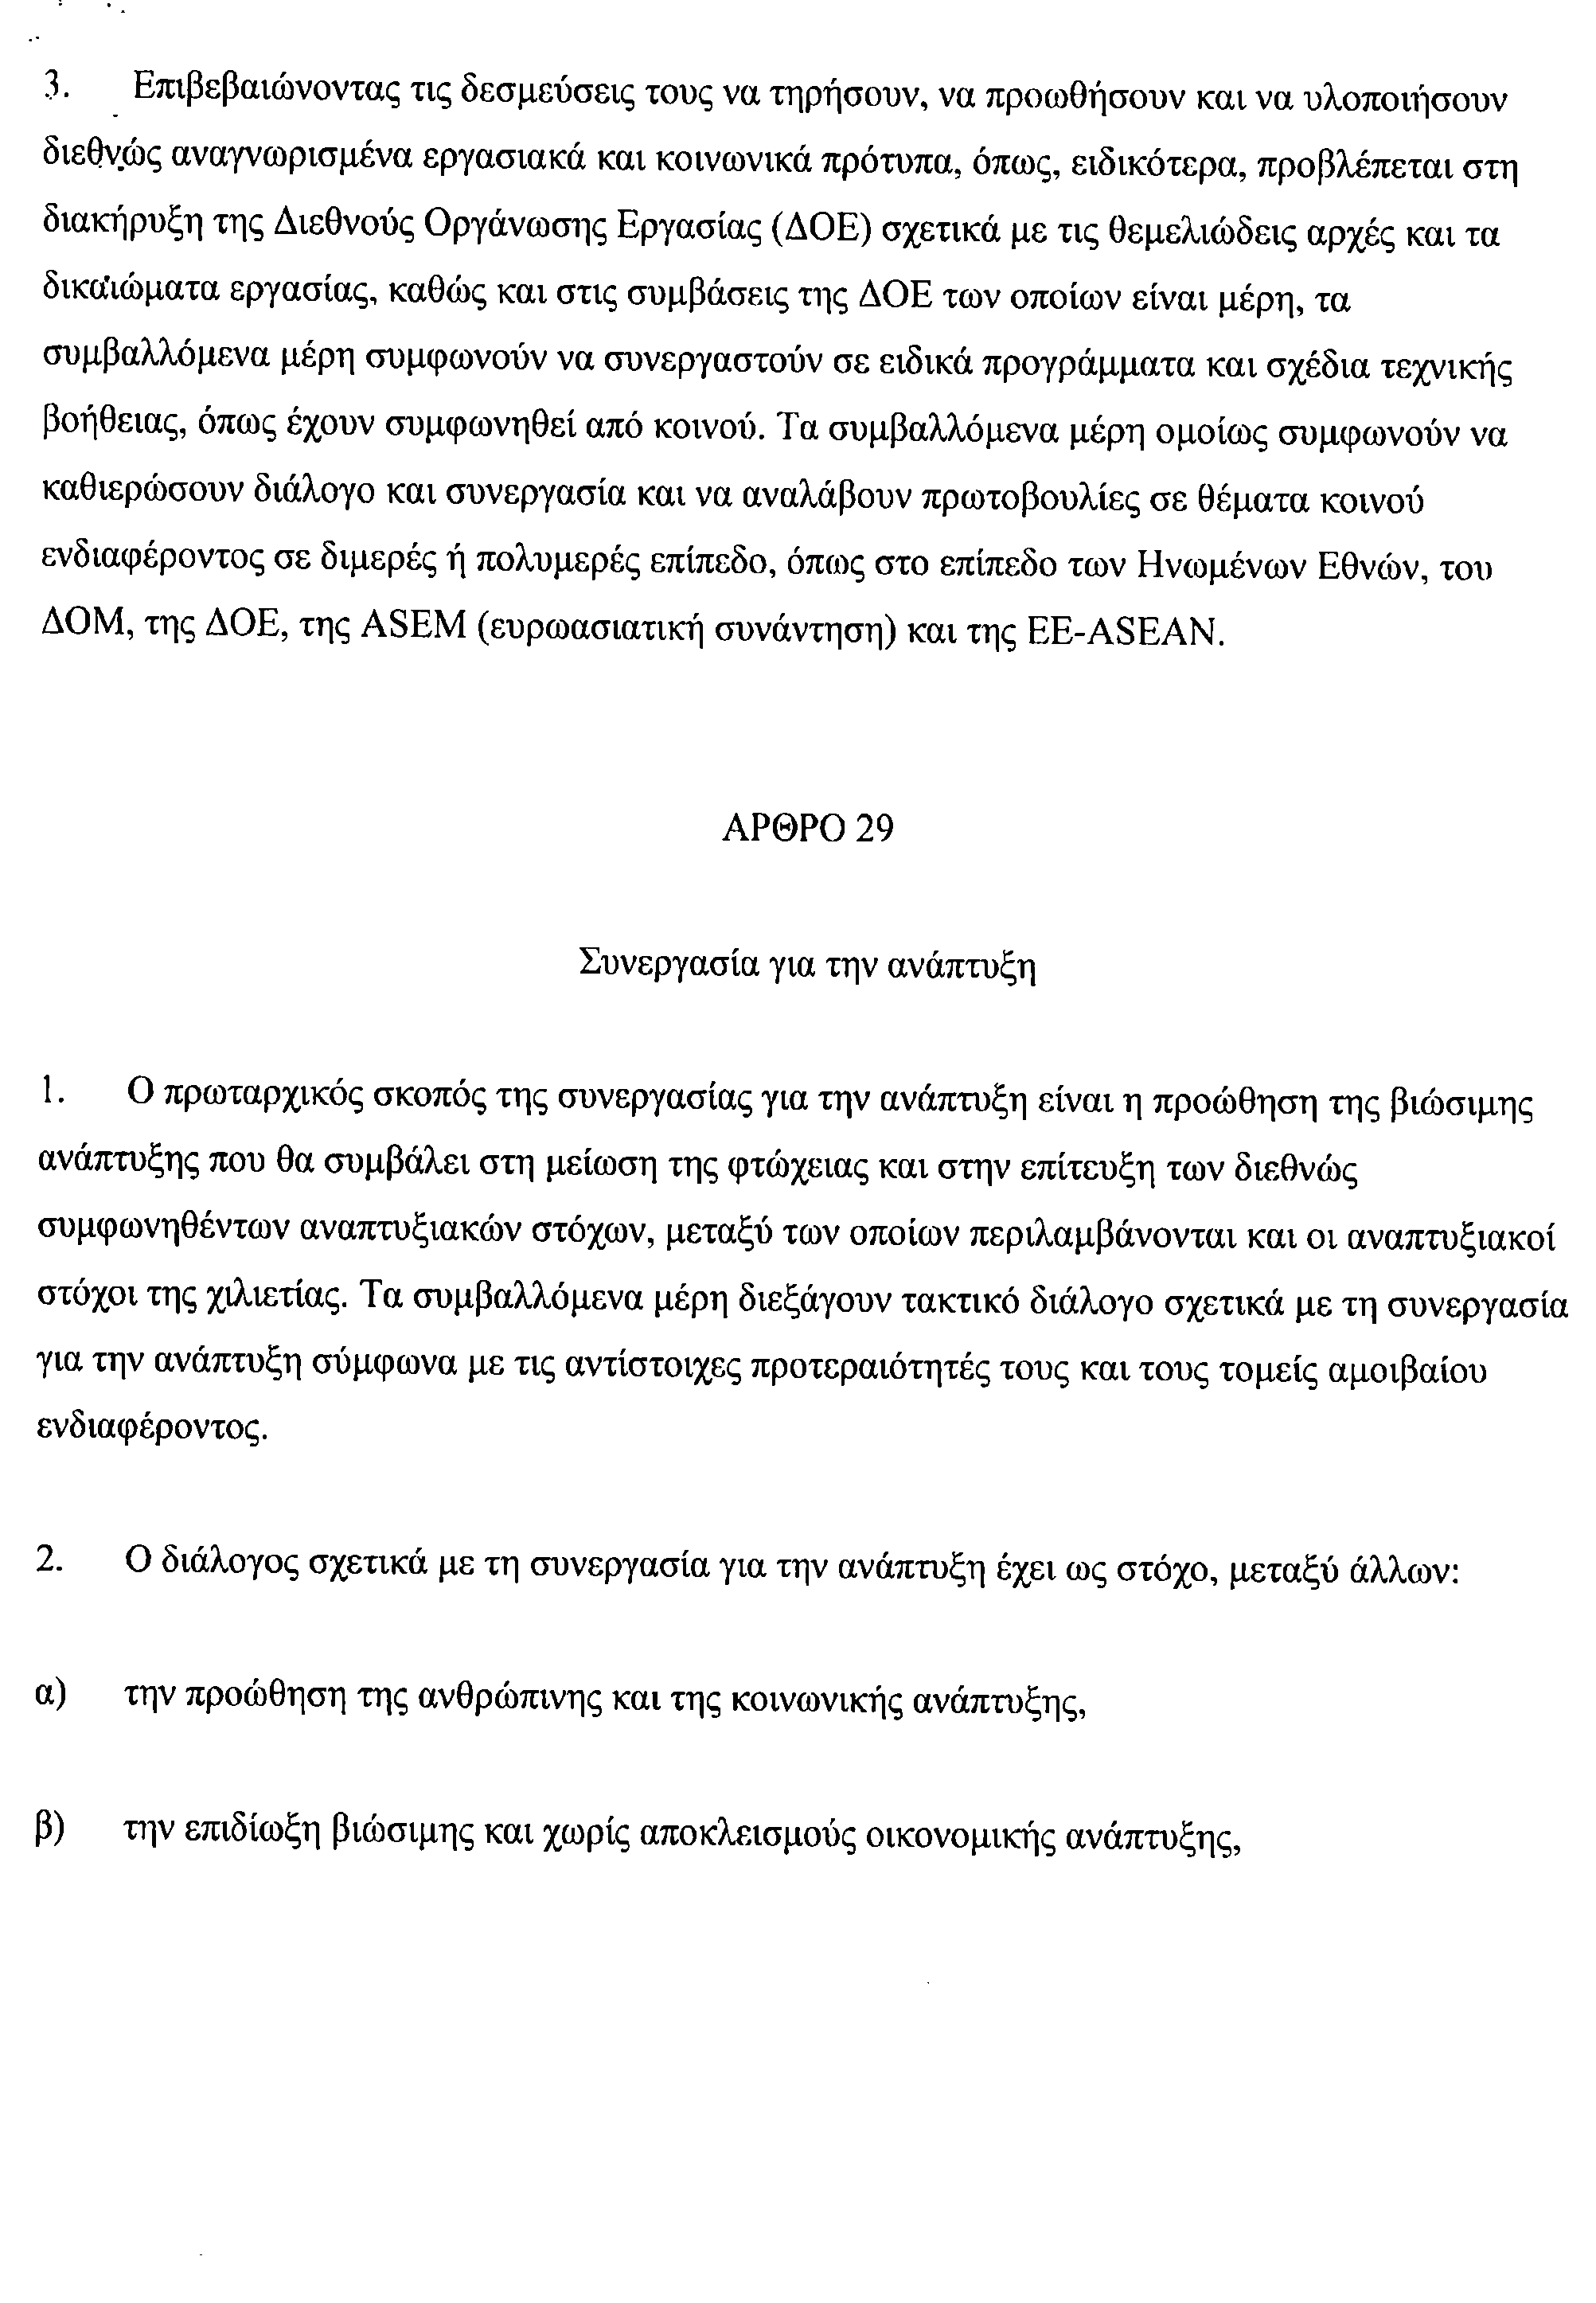 3. Επιβεβαιώνοντας τις δεσμεύσεις τους να τηρήσουν, να προωθήσουν και να υλοποιήσουν
διεθνώς αναγνωρισμένα εργασιακά και κοινωνικά πρότυπα, όπως, ειδικότερα, προβλέπεται στη
διακήρυξη της Διεθνούς Οργάνωσης Εργασίας (ΔΟΕ) σχετικά με τις θεμελιώδεις αρχές και τα
δικαιώματα εργασίας, καθώς και στις συμβάσεις της ΔΟΕ των οποίων είναι μέρη, τα
συμβαλλόμενα μέρη συμφωνούν να συνεργαστούν σε ειδικά προγράμματα και σχέδια τεχνικής
βοήθειας, όπως έχουν συμφωνηθεί από κοινού. Τα συμβαλλόμενα μέρη ομοίως συμφωνούν να
καθιερώσουν διάλογο και συνεργασία και να αναλάβουν πρωτοβουλίες σε θέματα κοινού
ενδιαφέροντος σε διμερές ή πολυμερές επίπεδο, όπως στο επίπεδο των Ηνωμένων Εθνών, του
ΔΟΜ, της ΔΟΕ, της ASEM (ευρωασιατική συνάντηση) και της ΕΕ-ASEAN.
ΑΡΘΡΟ 29
Συνεργασία για την ανάπτυξη
1. Ο πρωταρχικός σκοπός της συνεργασίας για την ανάπτυξη είναι η προώθηση της βιώσιμης
ανάπτυξης που θα συμβάλει στη μείωση της φτώχειας και στην επίτευξη των διεθνώς
συμφωνηθέντων αναπτυξιακών στόχων, μεταξύ των οποίων περιλαμβάνονται και οι αναπτυξιακοί
στόχοι της χιλιετίας. Τα συμβαλλόμενα μέρη διεξάγουν τακτικό διάλογο σχετικά με τη συνεργασία
για την ανάπτυξη σύμφωνα με τις αντίστοιχες προτεραιότητές τους και τους τομείς αμοιβαίου
ενδιαφέροντος.
2. Ο διάλογος σχετικά με τη συνεργασία για την ανάπτυξη έχει ως στόχο, μεταξύ άλλων:
α) την προώθηση της ανθρώπινης και της κοινωνικής ανάπτυξης,
β) την επιδίωξη βιώσιμης και χωρίς αποκλεισμούς οικονομικής ανάπτυξης,